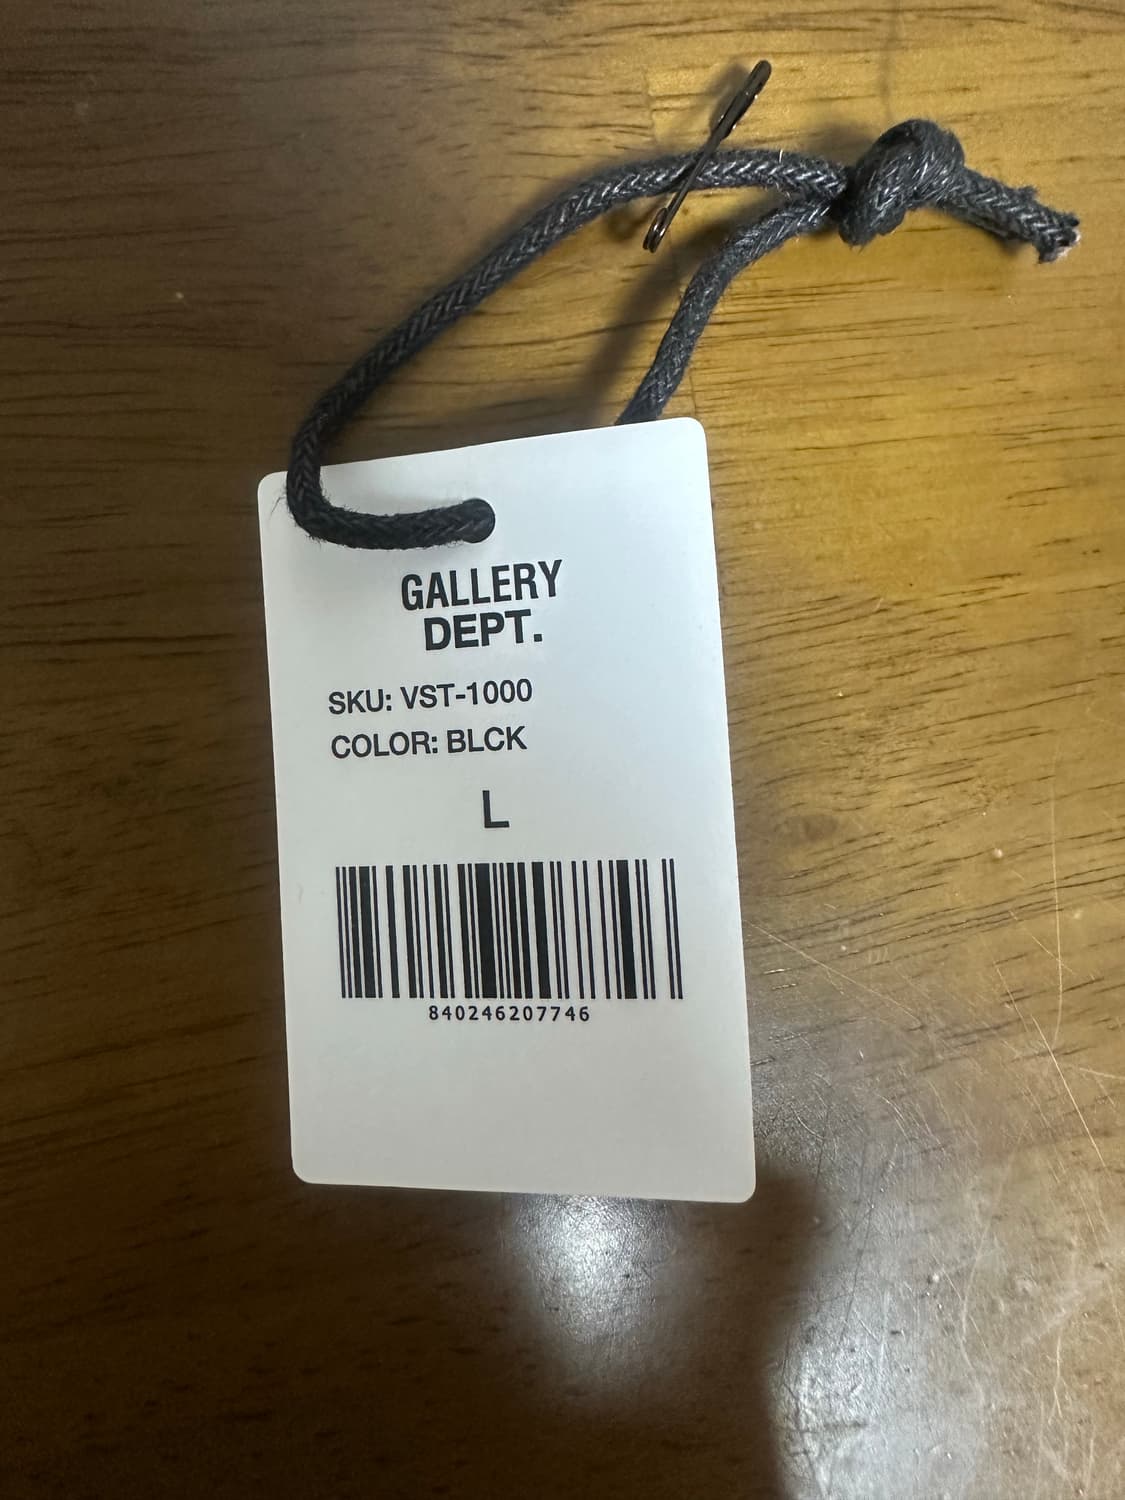 GALLERY
DEPT.
SKU: VST-1000
COLOR: BLCK
L
840246207746